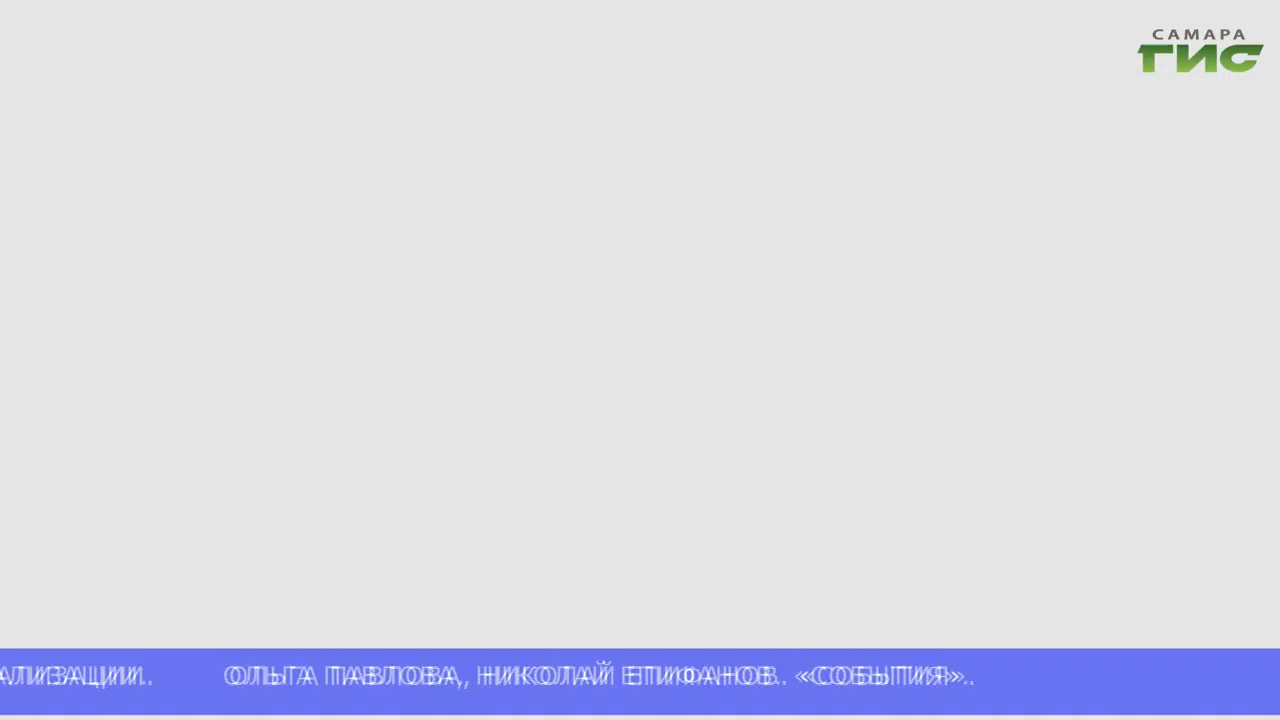 САМАРА
ГИС
АЛИЗАЦИИ. ОЛЬГА ПАВЛОВА, НИКОЛАЙ ЕПИФАНОВ. «СОБЫТИЯ».